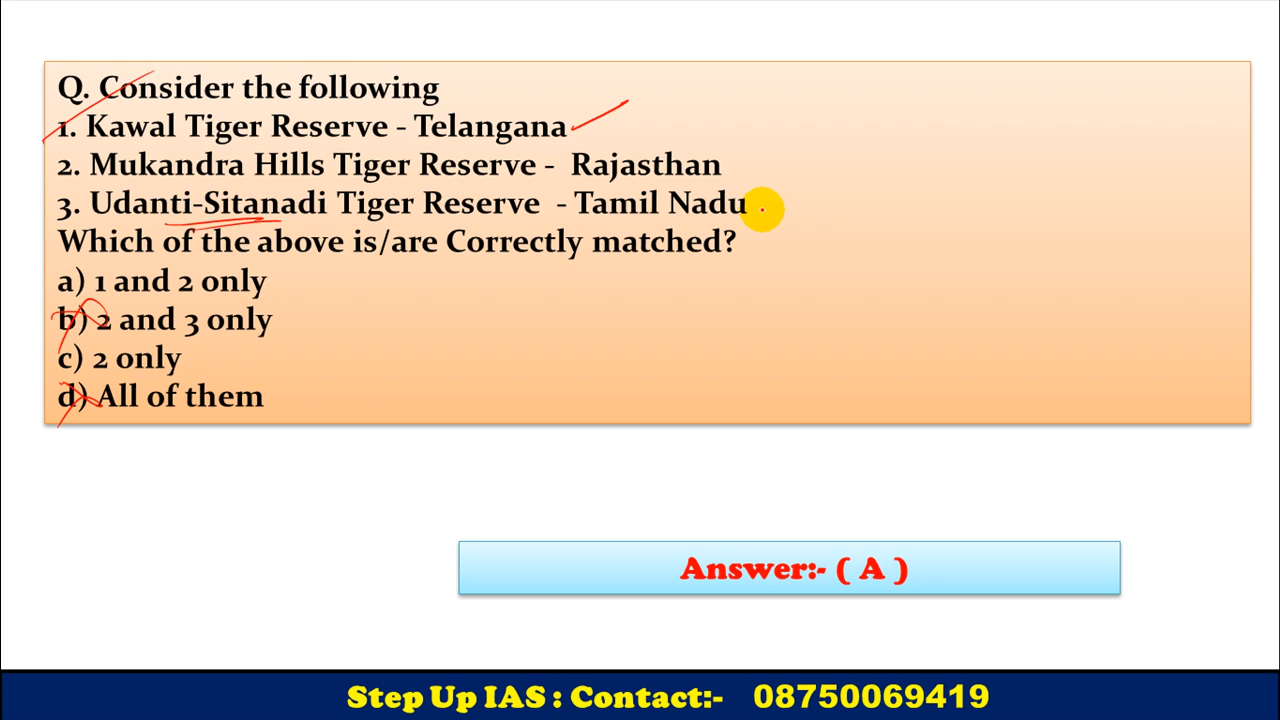 Q. Consider the following
1. Kawal Tiger Reserve - Telangana
2. Mukandra Hills Tiger Reserve - Rajasthan
3. Udanti-Sitanadi Tiger Reserve - Tamil Nadu
Which of the above is/are Correctly matched?
a) 1 and 2 only
b) 2 and 3 only
c) 2 only
d) All of them
Answer:- ( A )
Step Up IAS : Contact:- 08750069419